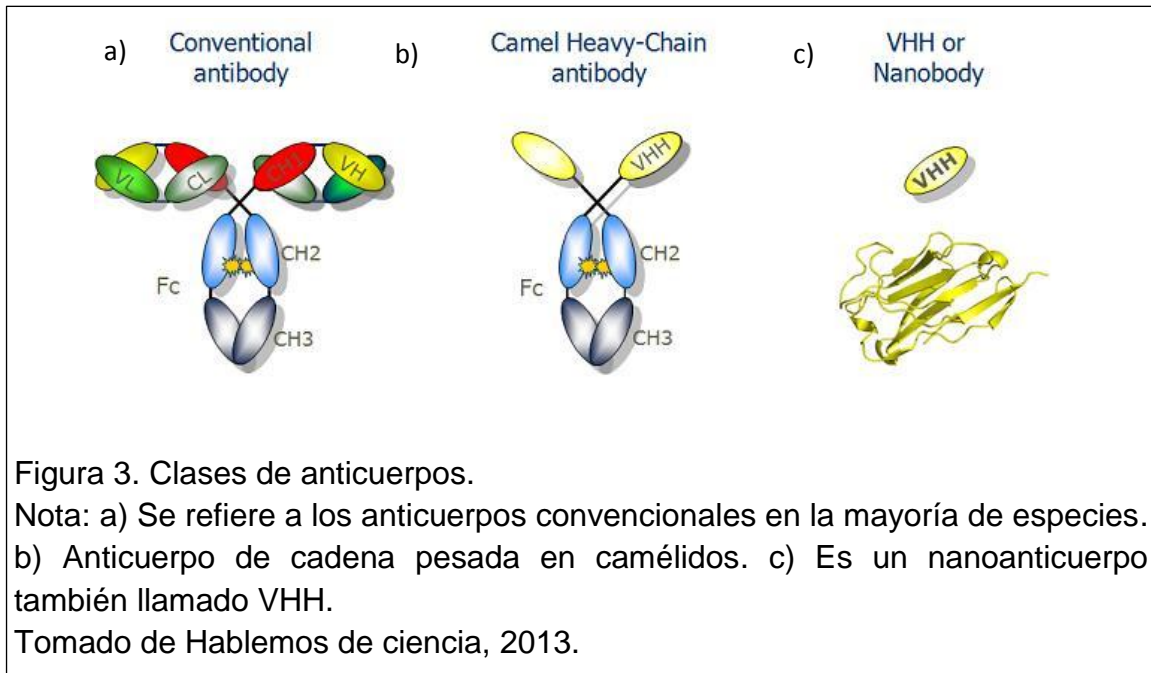 a) Conventional antibody
b) Camel Heavy-Chain antibody
c) VHH or Nanobody
VL CL CH1 VH
VHH
VHH
CH2
Fc
CH3
CH2
Fc
CH3
Figura 3. Clases de anticuerpos.
Nota: a) Se refiere a los anticuerpos convencionales en la mayoría de especies.
b) Anticuerpo de cadena pesada en camélidos. c) Es un nanoanticuerpo
también llamado VHH.
Tomado de Hablemos de ciencia, 2013.